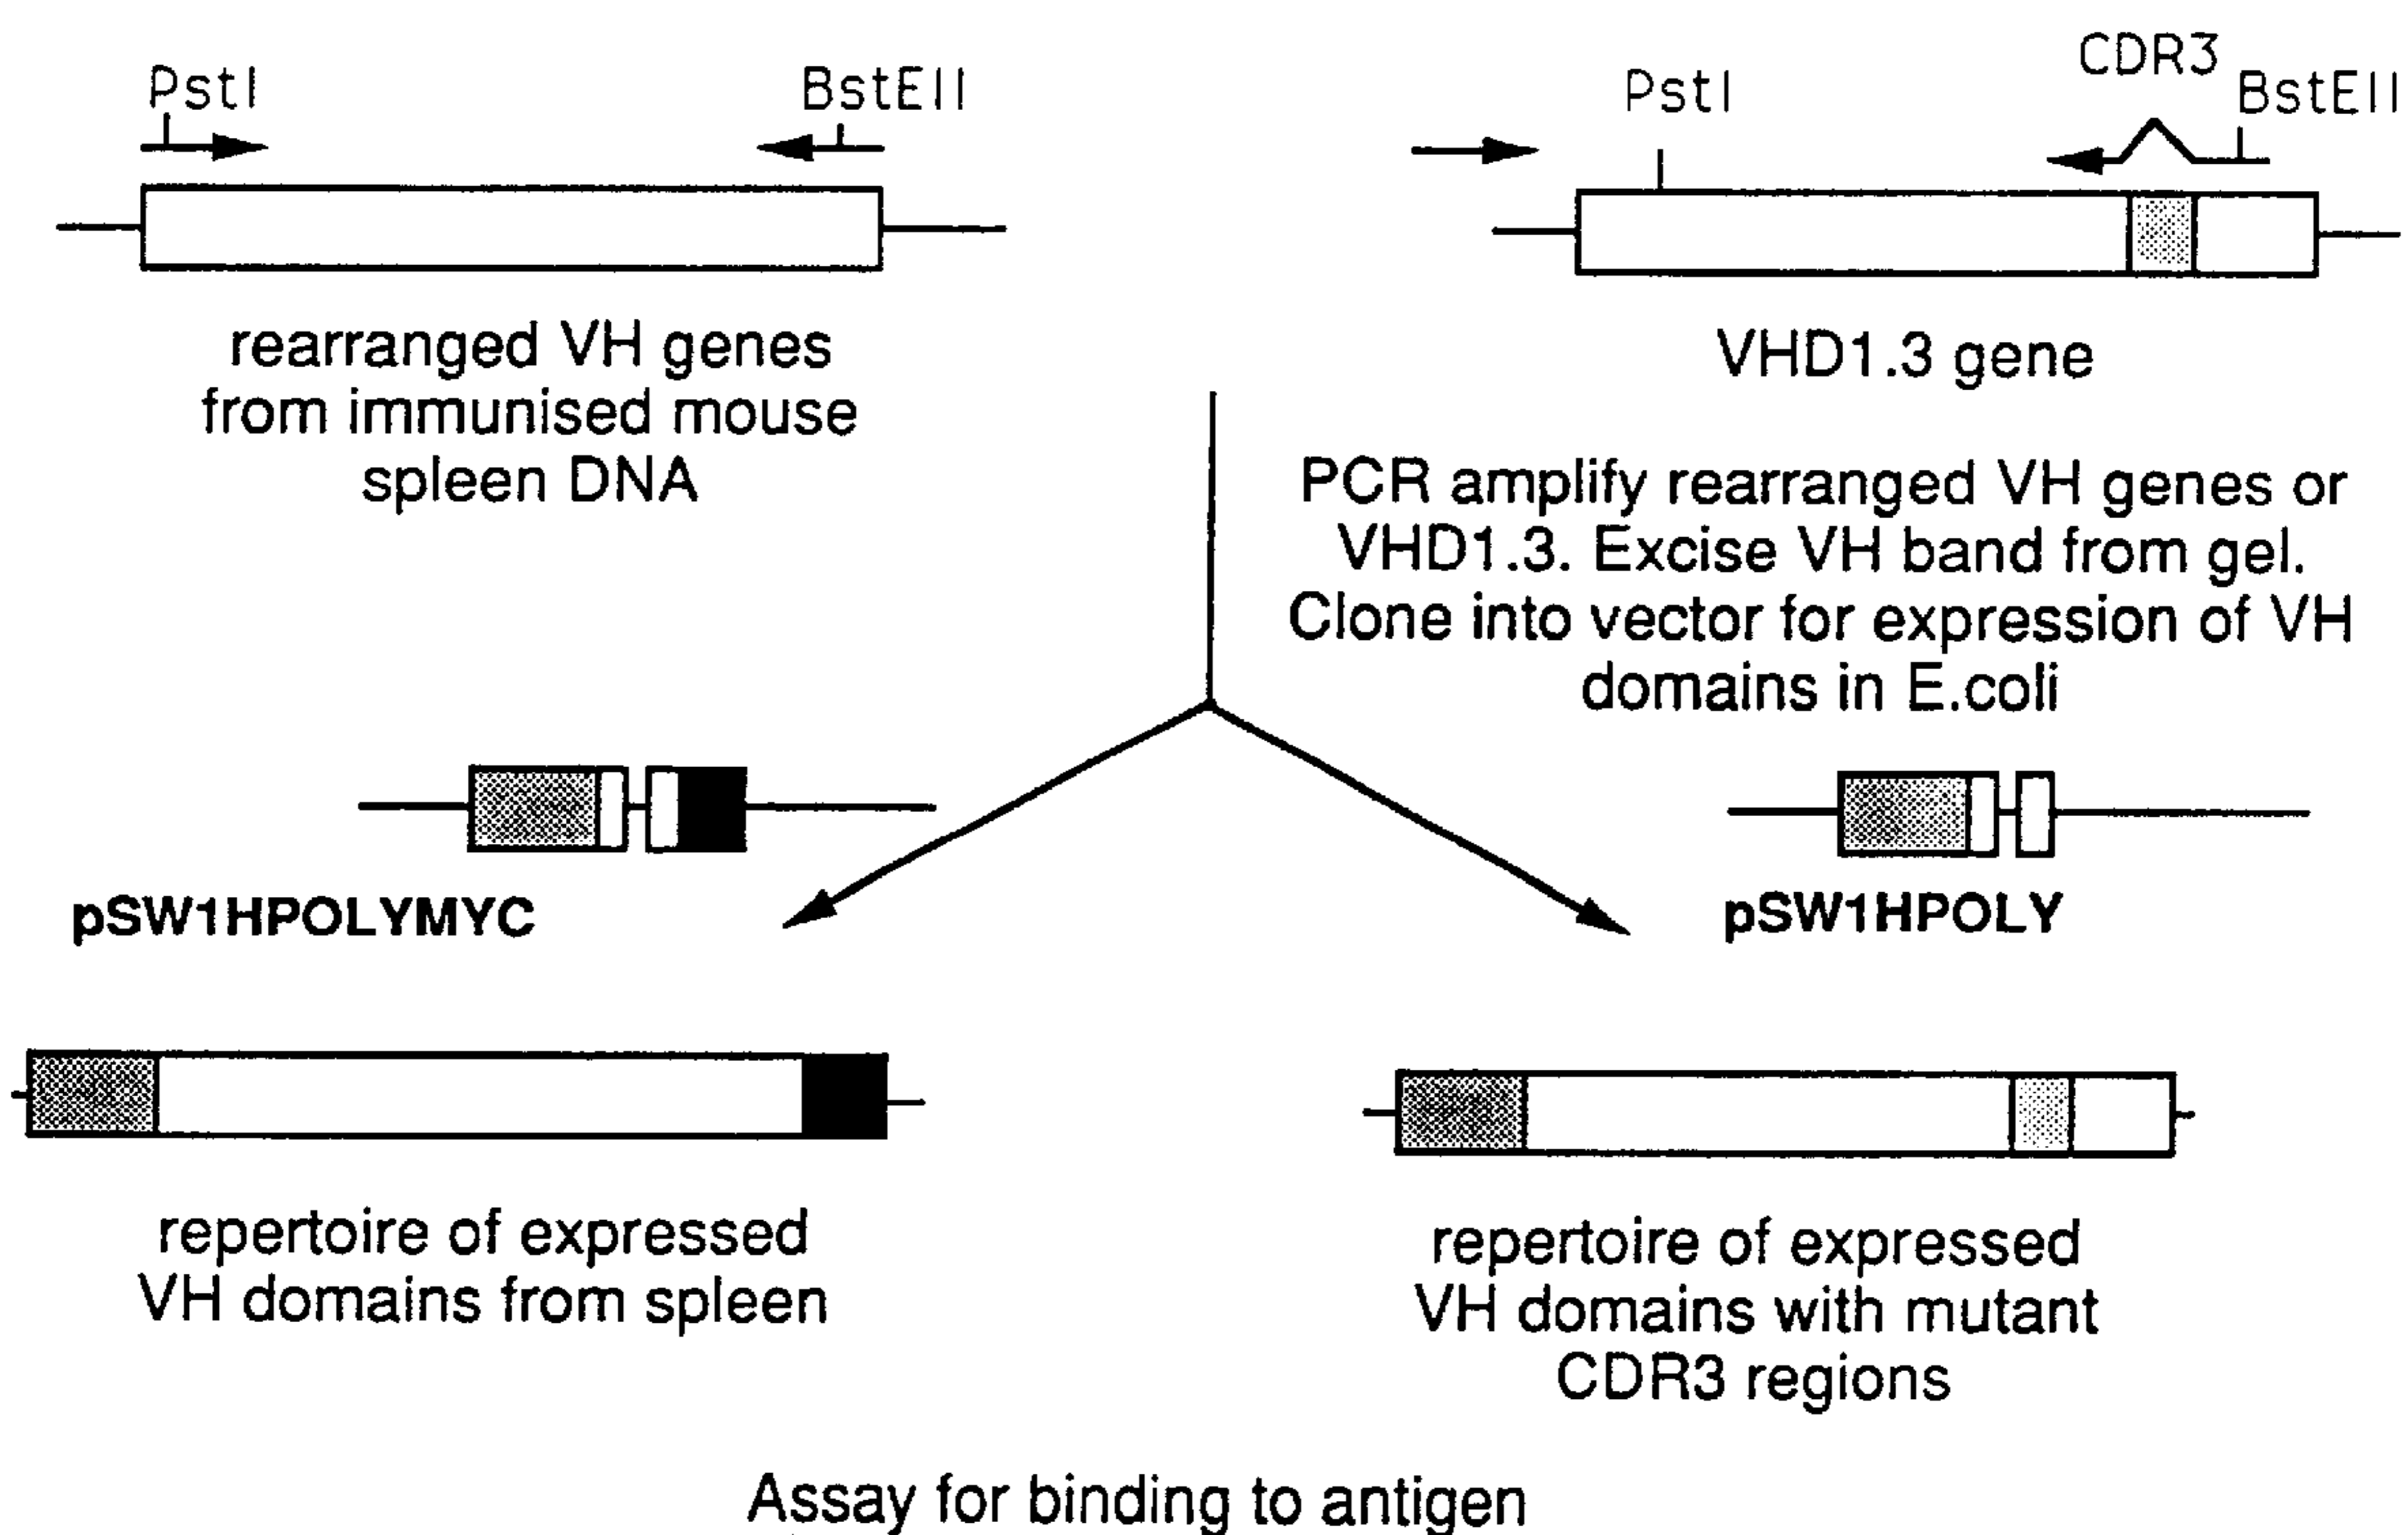 PstI
BstEII
rearranged VH genes
from immunised mouse
spleen DNA
PstI
CDR3
BstEII
VHD1.3 gene
PCR amplify rearranged VH genes or
VHD1.3. Excise VH band from gel.
Clone into vector for expression of VH
domains in E.coli
pSW1HPOLYMYC
pSW1HPOLY
repertoire of expressed
VH domains from spleen
repertoire of expressed
VH domains with mutant
CDR3 regions
Assay for binding to antigen